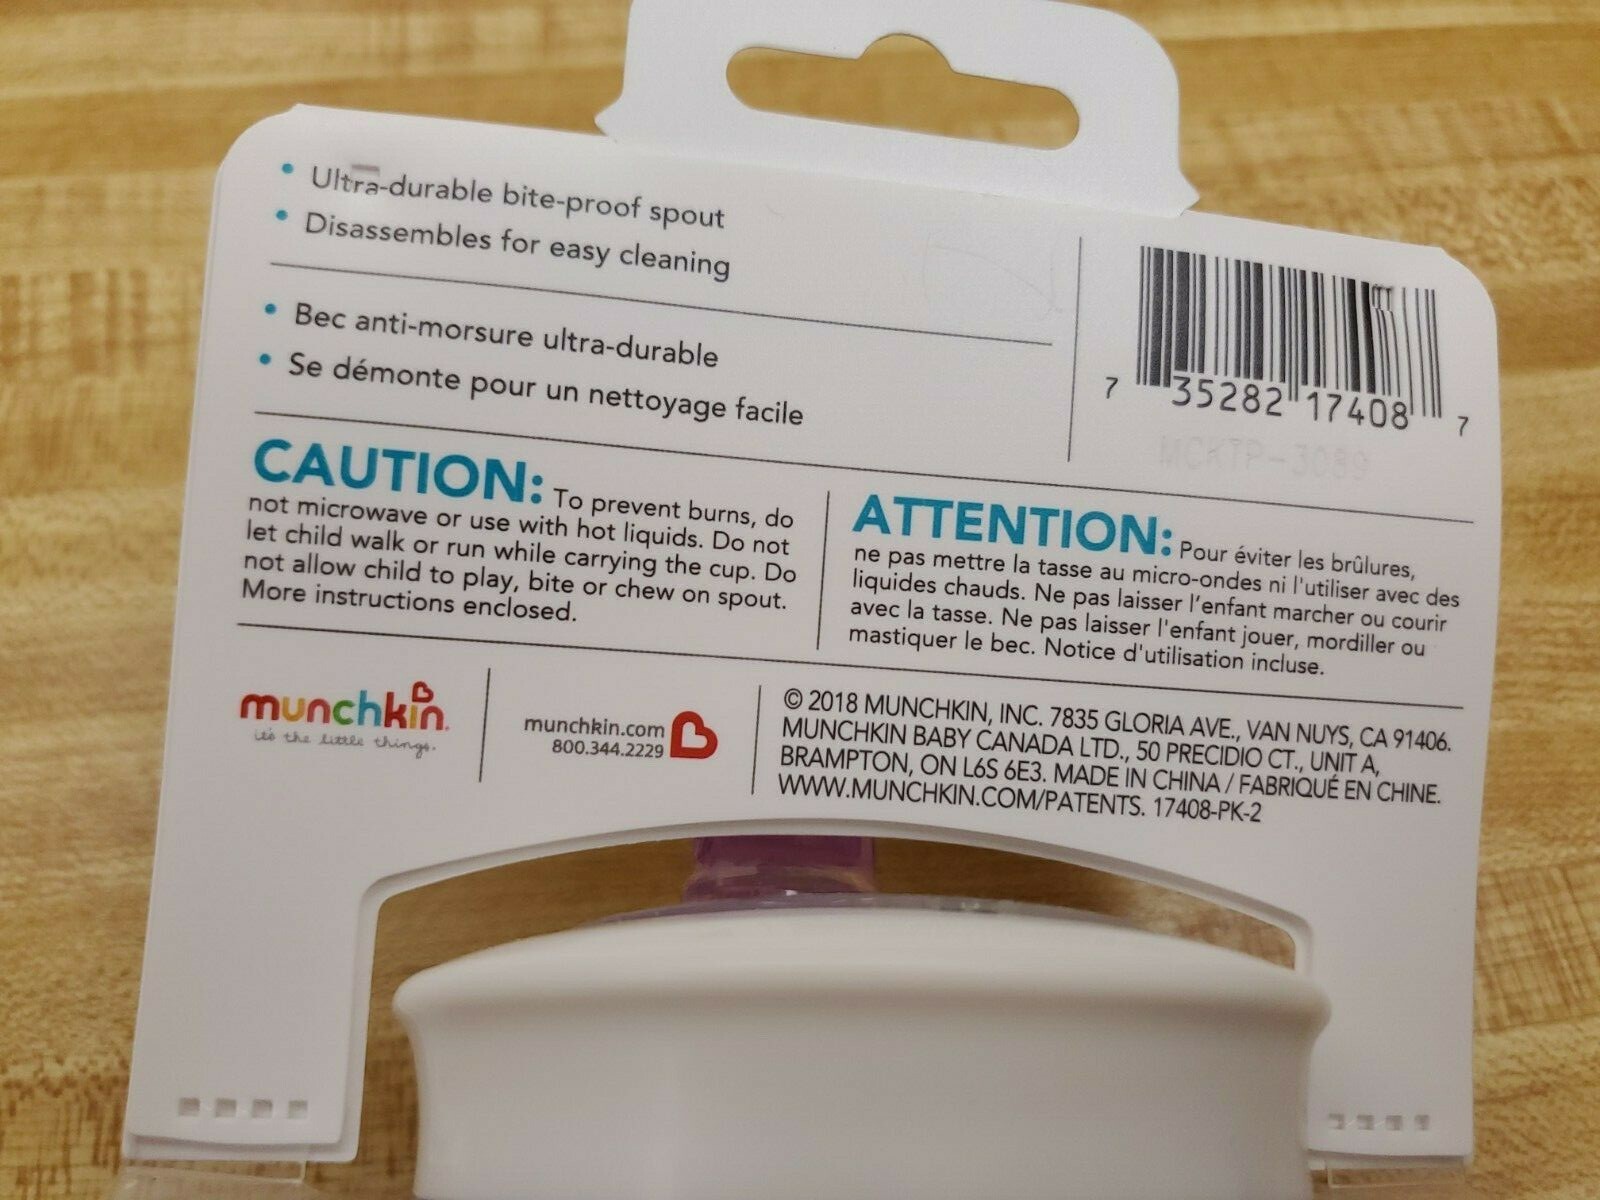 • Ultra-durable bite-proof spout
• Disassembles for easy cleaning
• Bec anti-morsure ultra-durable
• Se démonte pour un nettoyage facile
7 35282 17408 7
MCKTP-3089
CAUTION: To prevent burns, do
not microwave or use with hot liquids. Do not
let child walk or run while carrying the cup. Do
not allow child to play, bite or chew on spout.
More instructions enclosed.
ATTENTION: Pour éviter les brûlures,
ne pas mettre la tasse au micro-ondes ni l'utiliser avec des
liquides chauds. Ne pas laisser l'enfant marcher ou courir
avec la tasse. Ne pas laisser l'enfant jouer, mordiller ou
mastiquer le bec. Notice d'utilisation incluse.
munchkin.
it's the little things.
munchkin.com
800.344.2229
© 2018 MUNCHKIN, INC. 7835 GLORIA AVE., VAN NUYS, CA 91406.
MUNCHKIN BABY CANADA LTD., 50 PRECIDIO CT., UNIT A,
BRAMPTON, ON L6S 6E3. MADE IN CHINA / FABRIQUÉ EN CHINE.
WWW.MUNCHKIN.COM/PATENTS. 17408-PK-2